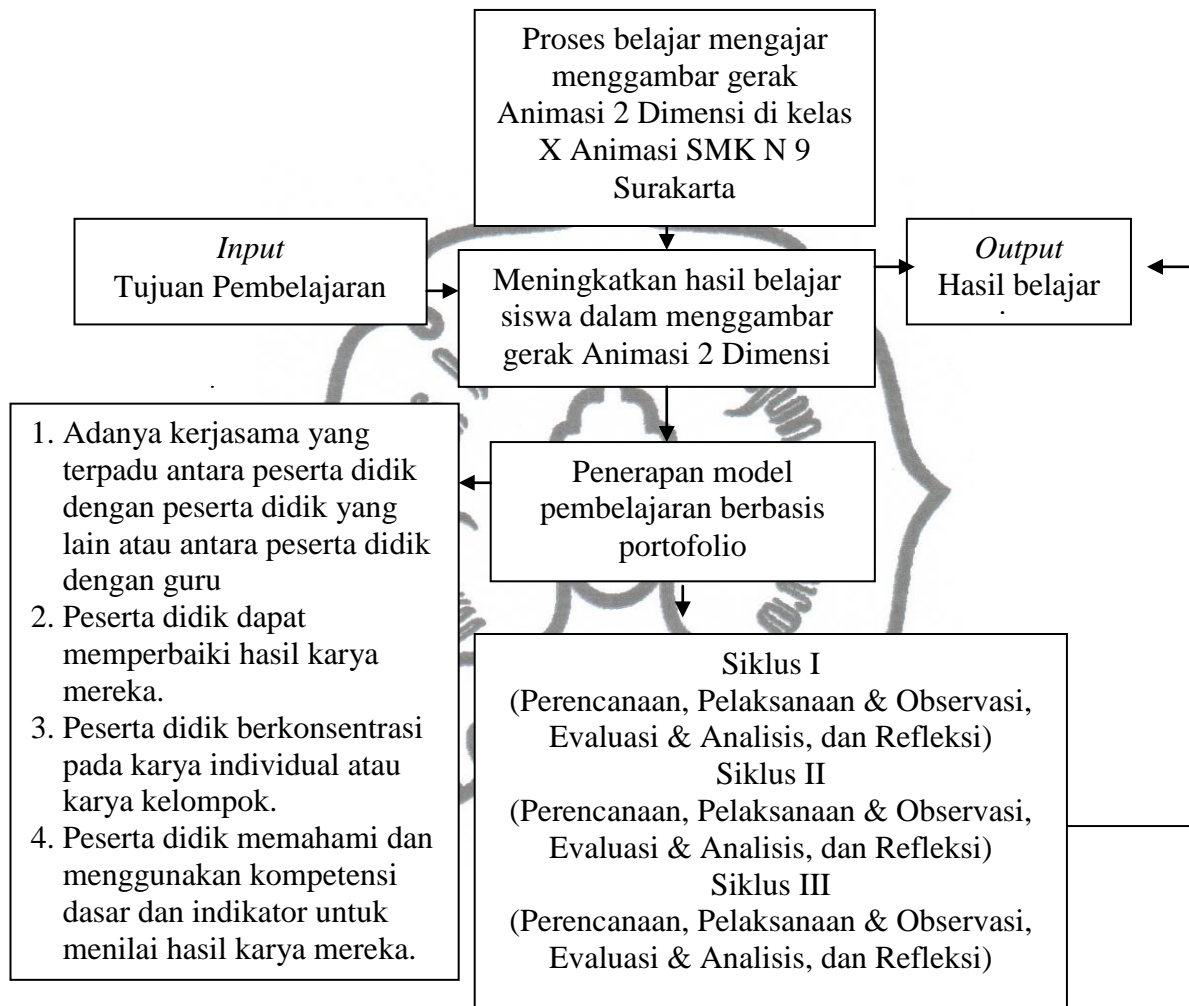 Proses belajar mengajar
menggambar gerak
Animasi 2 Dimensi di kelas
X Animasi SMK N 9
Surakarta
Input
Tujuan Pembelajaran
Meningkatkan hasil belajar
siswa dalam menggambar
gerak Animasi 2 Dimensi
Output
Hasil belajar
Penerapan model
pembelajaran berbasis
portofolio
1. Adanya kerjasama yang
terpadu antara peserta didik
dengan peserta didik yang
lain atau antara peserta didik
dengan guru
2. Peserta didik dapat
memperbaiki hasil karya
mereka.
3. Peserta didik berkonsentrasi
pada karya individual atau
karya kelompok.
4. Peserta didik memahami dan
menggunakan kompetensi
dasar dan indikator untuk
menilai hasil karya mereka.
Siklus I
(Perencanaan, Pelaksanaan & Observasi,
Evaluasi & Analisis, dan Refleksi)
Siklus II
(Perencanaan, Pelaksanaan & Observasi,
Evaluasi & Analisis, dan Refleksi)
Siklus III
(Perencanaan, Pelaksanaan & Observasi,
Evaluasi & Analisis, dan Refleksi)